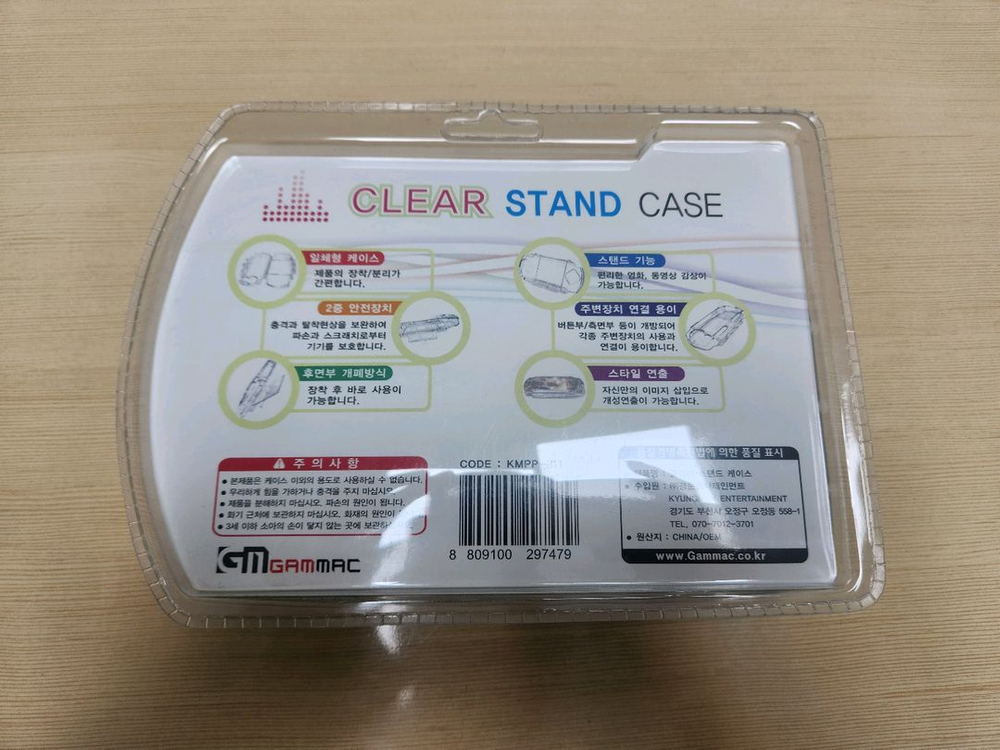 CLEAR STAND CASE
일체형 케이스
제품의 장착/분리가
간편합니다.
2중 안전장치
충격과 탈착현상을 보완하여
파손과 스크래치로부터
기기를 보호합니다.
후면부 개폐방식
장착 후 바로 사용이
가능합니다.
스탠드 기능
편리한 영화, 동영상 감상이
가능합니다.
주변장치 연결 용이
버튼부/측면부 등이 개방되어
각종 주변장치의 사용과
연결이 용이합니다.
스타일 연출
자신만의 이미지 삽입으로
개성연출이 가능합니다.
주의사항
• 본제품은 케이스 이외의 용도로 사용하실 수 없습니다.
• 무리하게 힘을 가하거나 충격을 주지 마십시오.
• 제품을 분해하지 마십시오. 파손의 원인이 됩니다.
• 화기 근처에 보관하지 마십시오. 화재의 원인이
• 3세 이하 소아의 손이 닿지 않는 곳에 보관하
GM GAMMAC
CODE : KMPP
8 809100 297479
의한 품질 표시
스탠드 케이스
• 수입원 :
ENTERTAINMENT
경기도 부천시 오정구 오정동 558-1
TEL, 070-7012-3701
• 원산지 : CHINA/OEM
www.Gammac.co.kr